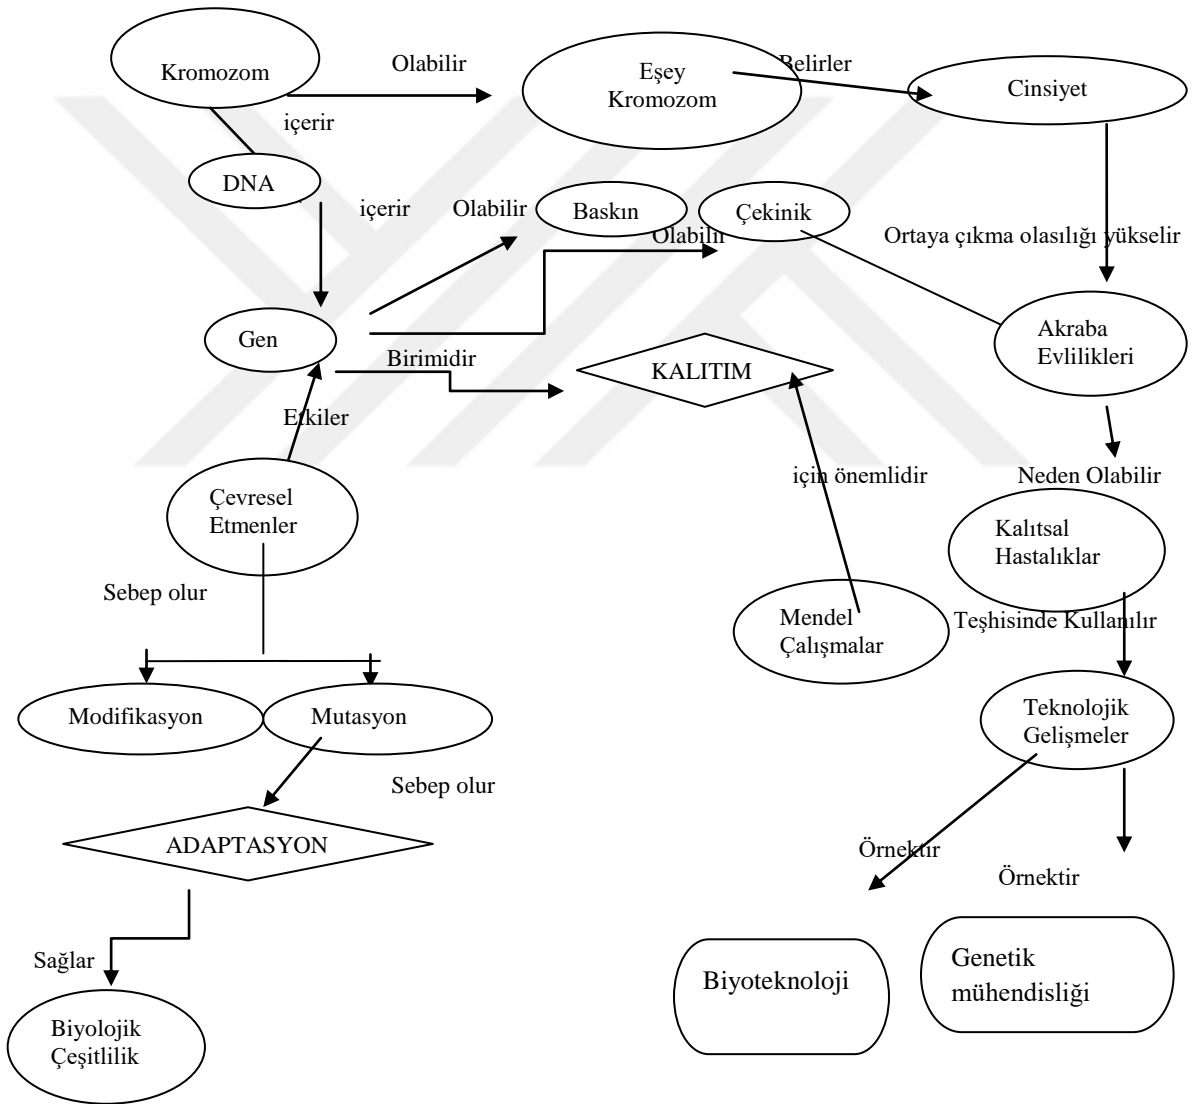 Kromozom
Olabilir
Eşey
Kromozom
Belirler
Cinsiyet
içerir
DNA
içerir
Olabilir
Baskın
Çekinik
Olabilir
Ortaya çıkma olasılığı yükselir
Gen
Birimidir
KALITIM
Akraba
Evlilikleri
Etkiler
Çevresel
Etmenler
için önemlidir
Neden Olabilir
Kalıtsal
Hastalıklar
Sebep olur
Mendel
Çalışmalar
Teşhisinde Kullanılır
Modifikasyon
Mutasyon
Teknolojik
Gelişmeler
Sebep olur
ADAPTASYON
Örnektir
Örnektir
Sağlar
Biyoteknoloji
Genetik
mühendisliği
Biyolojik
Çeşitlilik